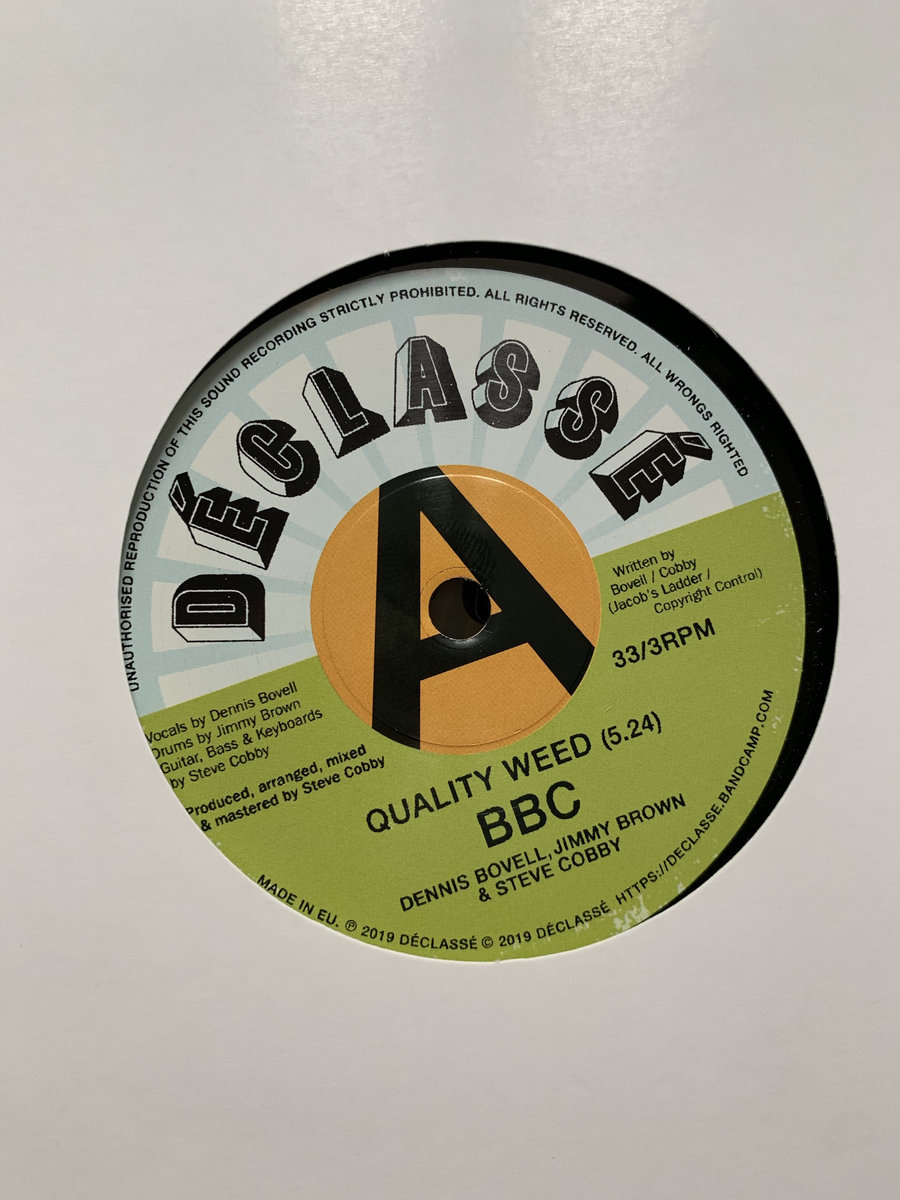 UNAUTHORISED REPRODUCTION OF THIS SOUND RECORDING STRICTLY PROHIBITED. ALL RIGHTS RESERVED. ALL WRONGS RIGHTED
DÉCLASSÉ
A
Written by
Bovell / Cobby
(Jacob's Ladder /
Copyright Control)
33/3RPM
Vocals by Dennis Bovell
Drums by Jimmy Brown
Guitar, Bass & Keyboards
by Steve Cobby
Produced, arranged, mixed
& mastered by Steve Cobby
QUALITY WEED (5.24)
BBC
DENNIS BOVELL, JIMMY BROWN
& STEVE COBBY
MADE IN EU. ℗ 2019 DÉCLASSÉ © 2019 DÉCLASSÉ HTTPS://DECLASSE.BANDCAMP.COM